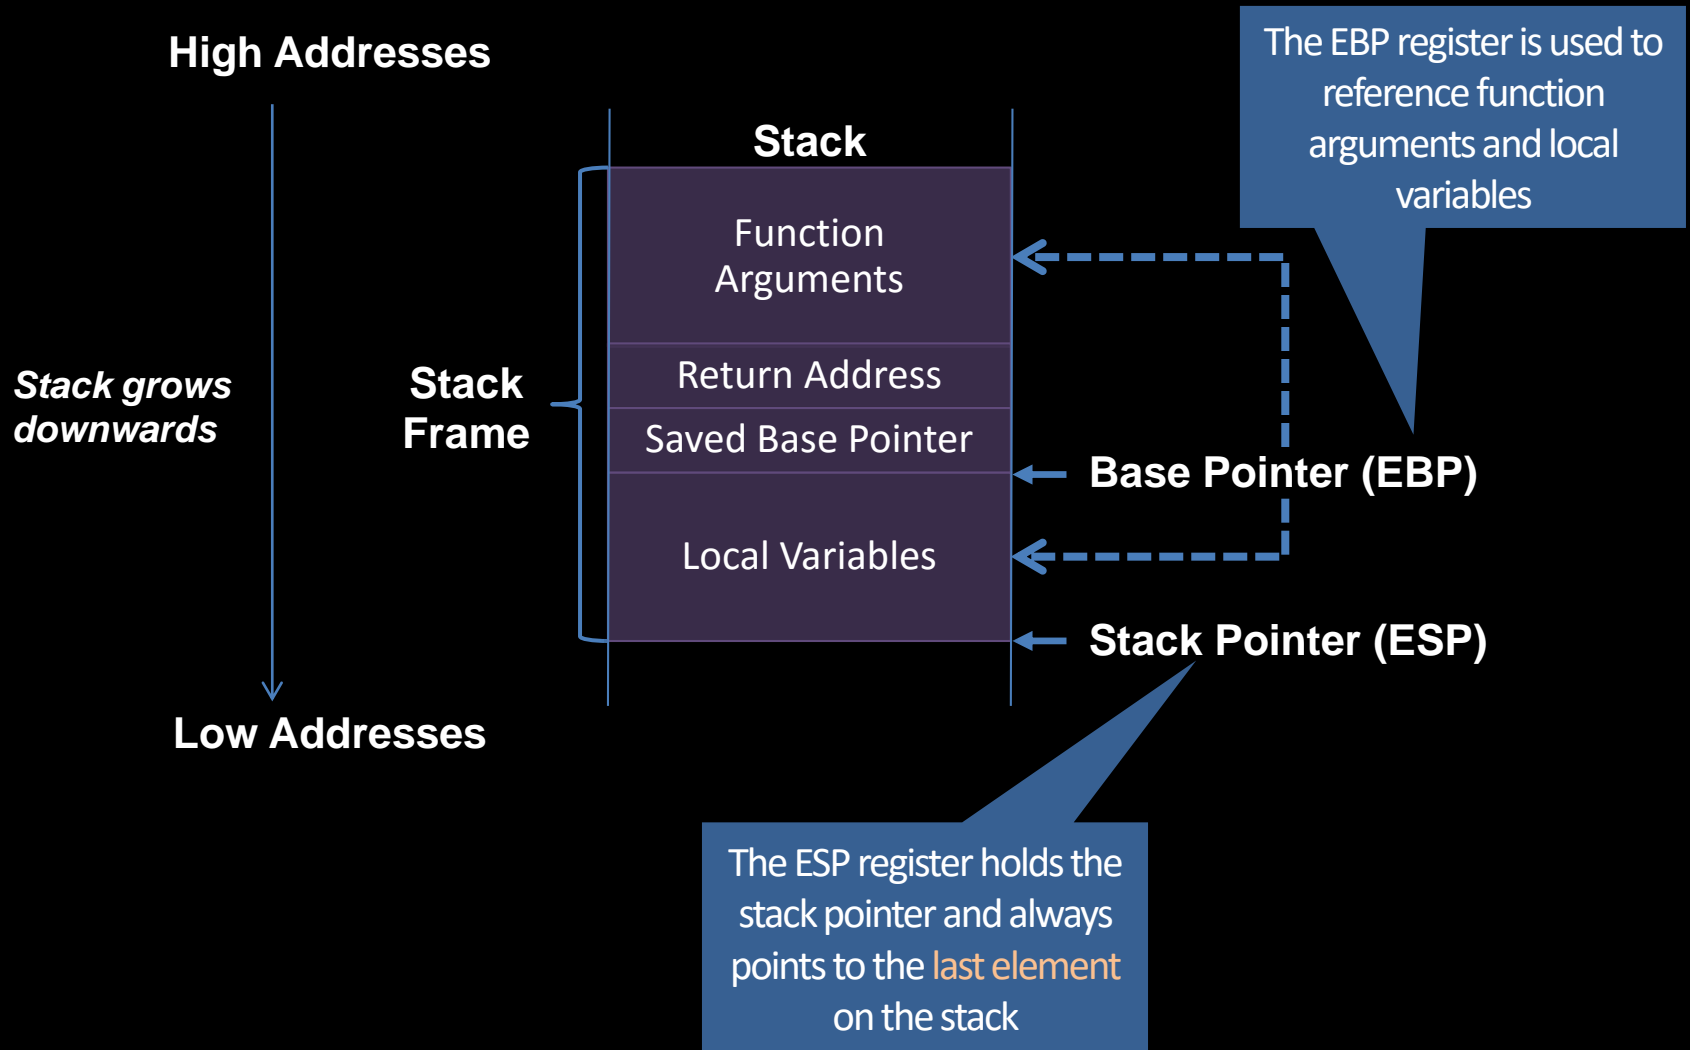 High Addresses
The EBP register is used to
reference function
arguments and local
variables
Stack
Function
Arguments
Return Address
Stack grows
downwards
Stack
Frame
Saved Base Pointer
Base Pointer (EBP)
Local Variables
Stack Pointer (ESP)
Low Addresses
The ESP register holds the
stack pointer and always
points to the last element
on the stack